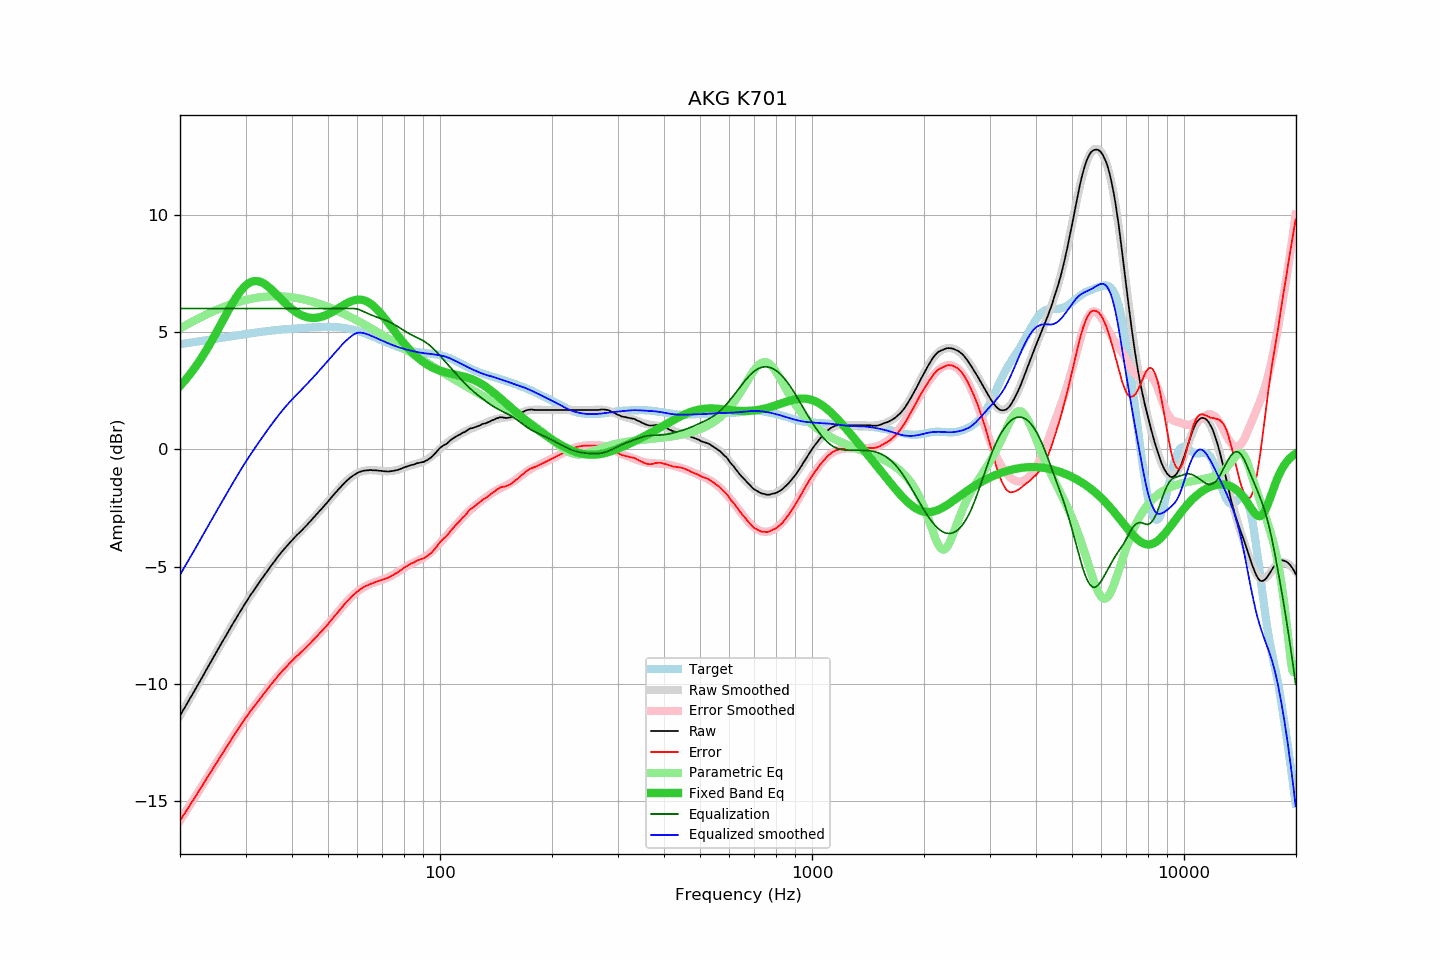 AKG K701
Amplitude (dBr)
10
5
0
−5
−10
−15
100
1000
10000
Frequency (Hz)
Target
Raw Smoothed
Error Smoothed
Raw
Error
Parametric Eq
Fixed Band Eq
Equalization
Equalized smoothed